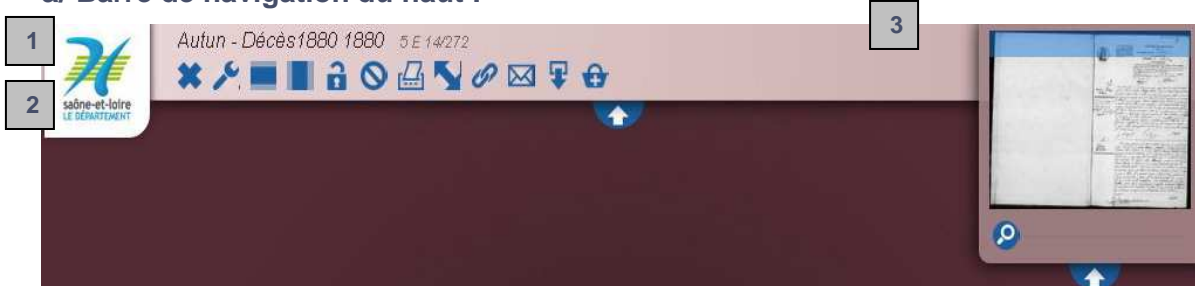 a/ Barre de navigation du haut :
1
3
Autun - Décès1880 1880 5 E 14/272
2
saône-et-loire
LE DÉPARTEMENT